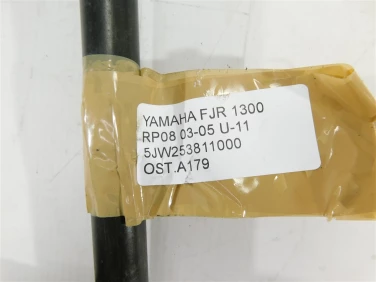 YAMAHA FJR 1300
RP08 03-05 U-11
5JW253811000
OST.A179